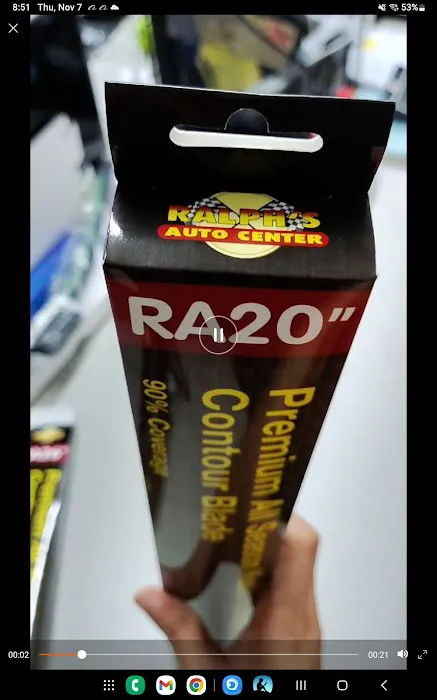 8:51 Thu, Nov 7
53%
RALPH'S
AUTO CENTER
RA20"
Premium All Season
Contour Blade
90% Coverage
00:02
00:21